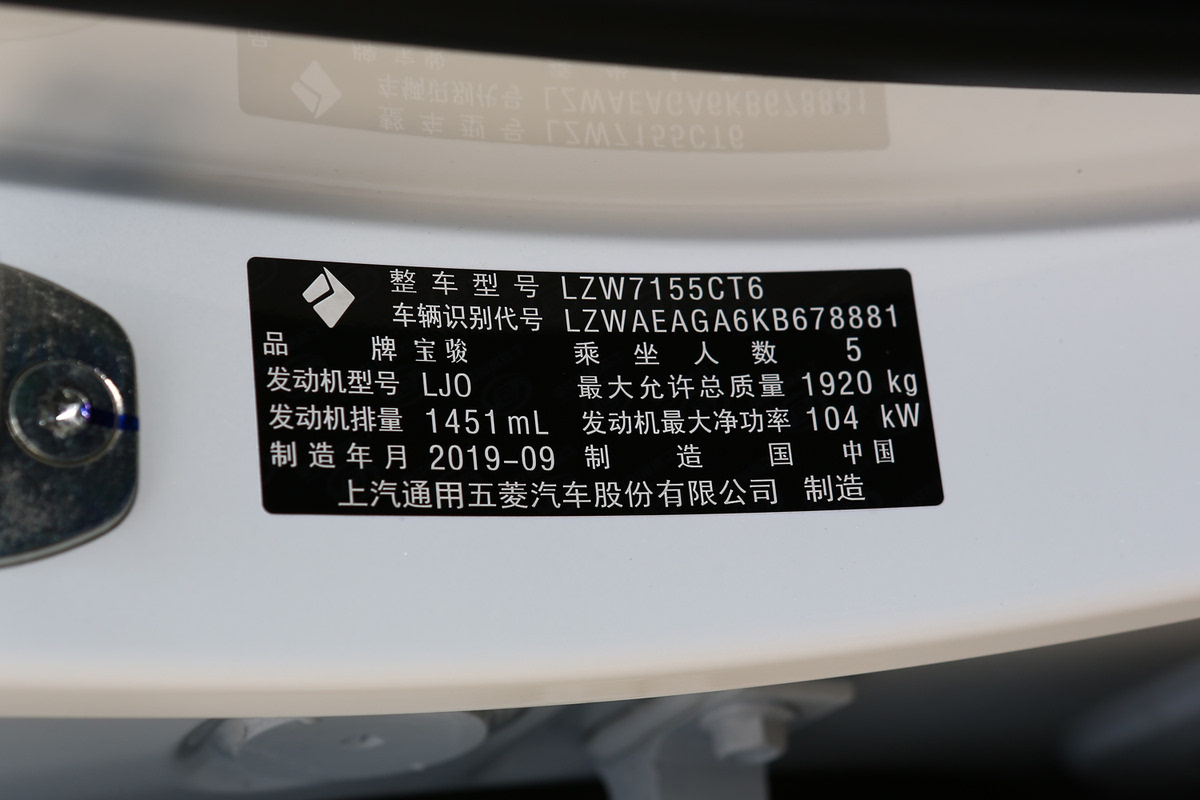 整车型号 LZW7155CT6
车辆识别代号 LZWAEAGA6KB678881
品牌 宝骏 乘坐人数 5
发动机型号 LJO 最大允许总质量 1920 kg
发动机排量 1451mL 发动机最大净功率 104 kW
制造年月 2019-09 制造国 中国
上汽通用五菱汽车股份有限公司 制造